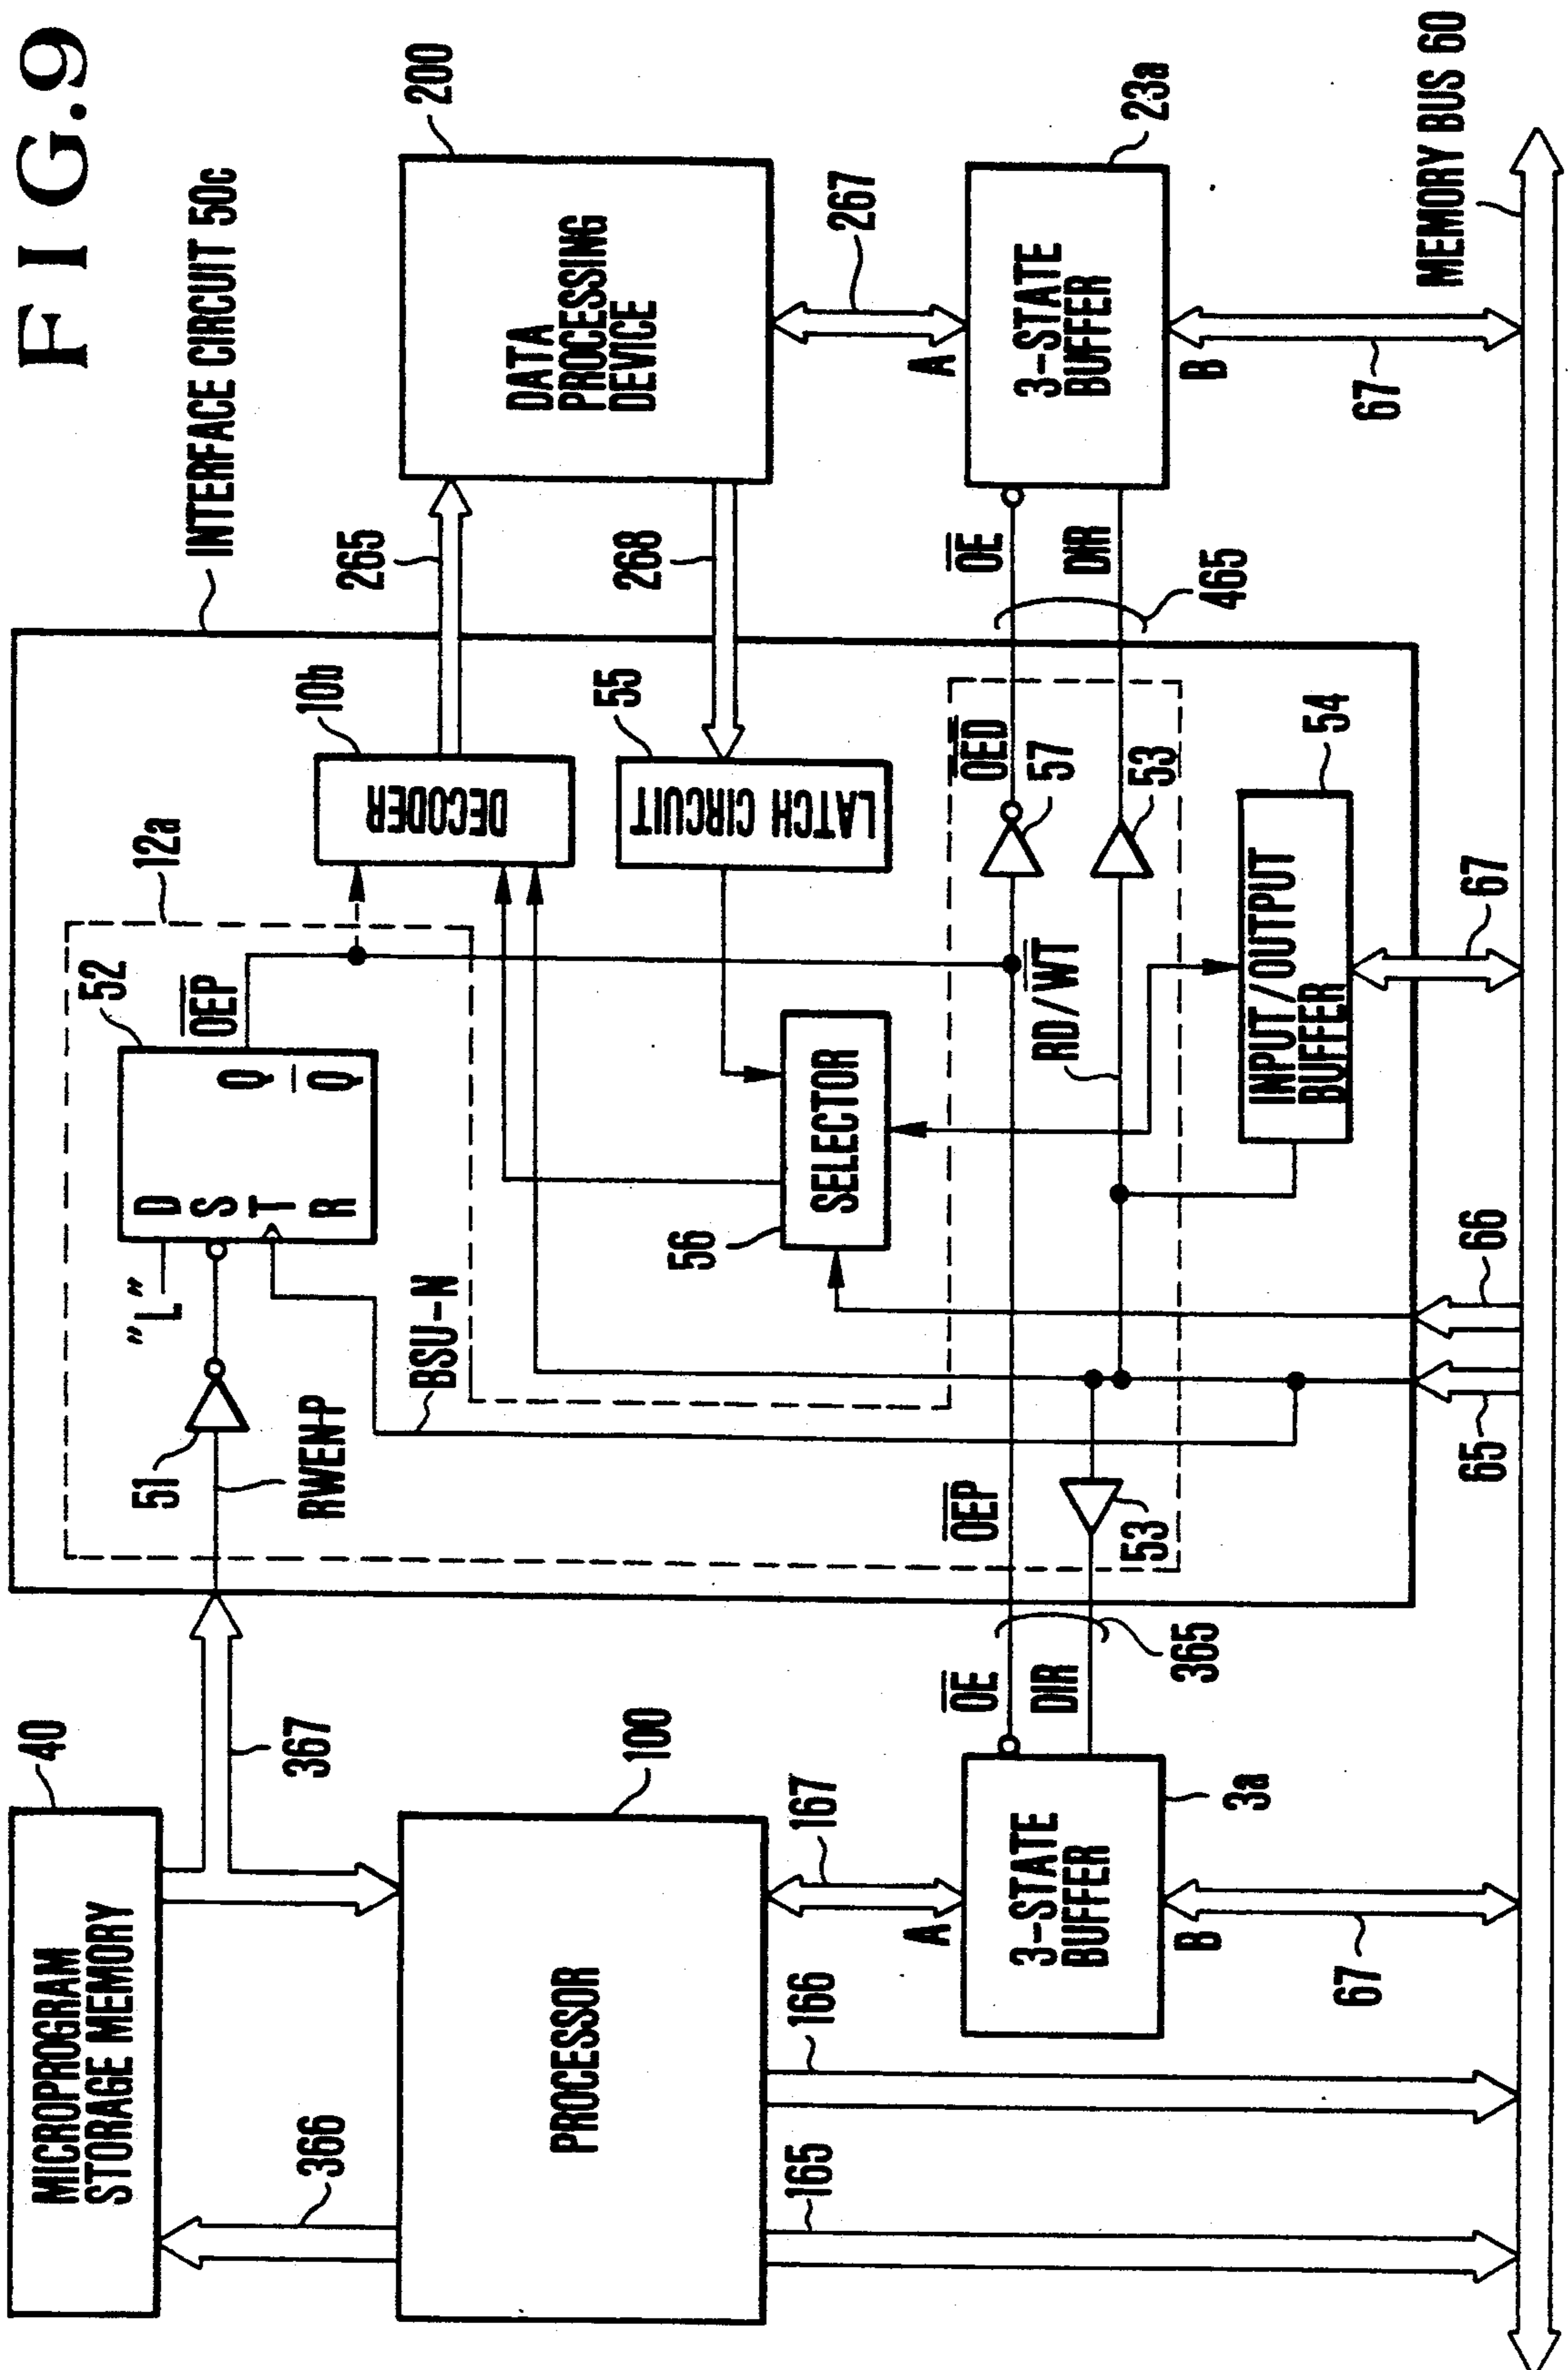 FIG.9
MICROPROGRAM
STORAGE MEMORY
40
366
367
PROCESSOR
100
165
166
167
A
3-STATE
BUFFER
3a
B
67
OE
DIR
365
INTERFACE CIRCUIT 50c
12a
51
RWEN-P
"L"
52
D
S
T
R
Q
Q
OEP
BSU-N
DECODER
10b
LATCH CIRCUIT
55
SELECTOR
56
OEP
53
RD/WT
OED
57
53
INPUT/OUTPUT
BUFFER
54
65
66
67
265
268
DATA
PROCESSING
DEVICE
200
267
OE
DIR
465
A
3-STATE
BUFFER
23a
B
67
MEMORY BUS 60